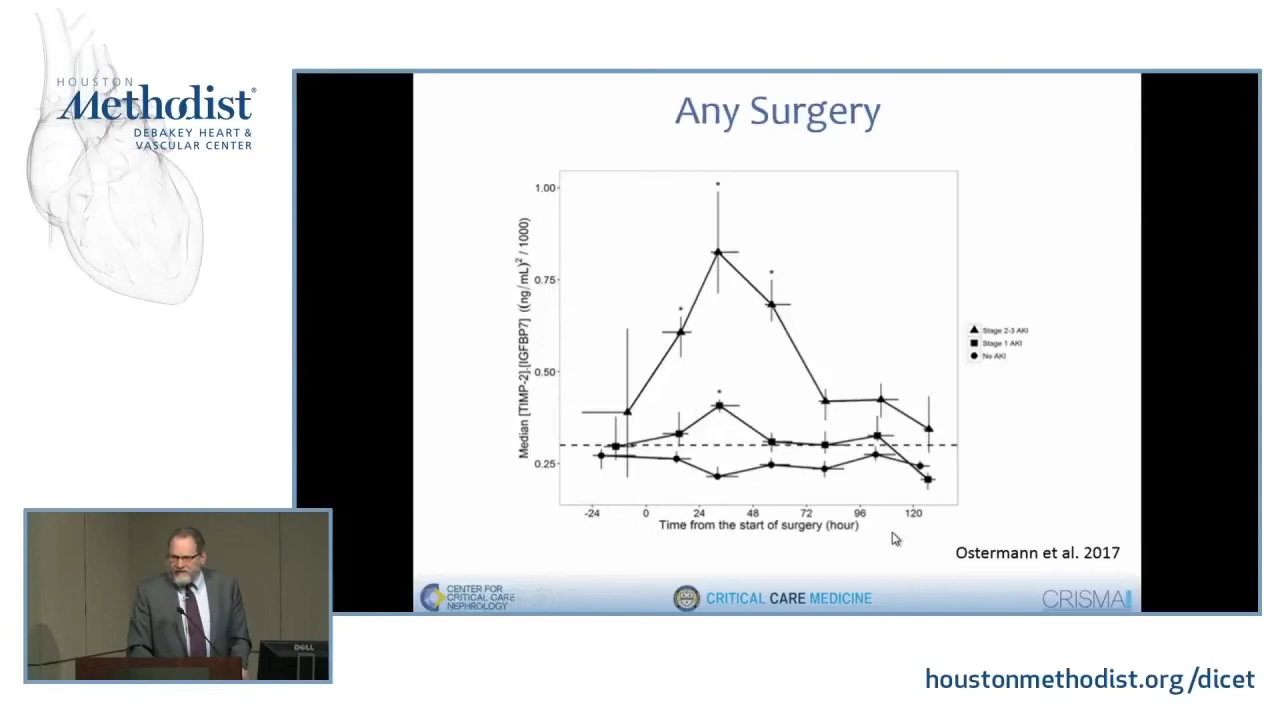 HOUSTON
Methodist®
DEBAKEY HEART &
VASCULAR CENTER
Any Surgery
Median [TIMP-2].[IGFBP7] ((ng/mL)² / 1000)
1.00
0.75
0.50
0.25
*
*
*
*
-24 0 24 48 72 96 120
Time from the start of surgery (hour)
Stage 2-3 AKI
Stage 1 AKI
No AKI
Ostermann et al. 2017
CENTER FOR
CRITICAL CARE
NEPHROLOGY
CRITICAL CARE MEDICINE
CRISMA
DELL
houstonmethodist.org/dicet